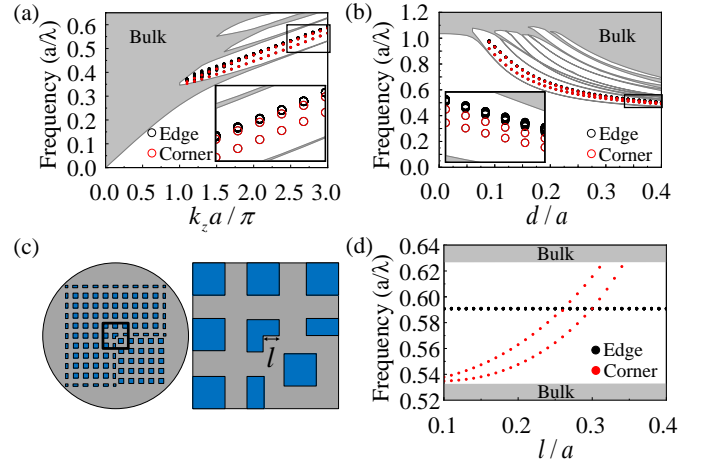 (a)
Frequency (a/λ)
0.6
0.5
0.4
0.3
0.2
0.1
0.0
Bulk
Edge
Corner
0.0 0.5 1.0 1.5 2.0 2.5 3.0
k_z a / π
(b)
Frequency (a/λ)
1.2
1.0
0.8
0.6
0.4
0.2
0.0
Bulk
Edge
Corner
0.0 0.1 0.2 0.3 0.4
d / a
(c)
l
(d)
Frequency (a/λ)
0.64
0.62
0.60
0.58
0.56
0.54
0.52
Bulk
Edge
Corner
Bulk
0.1 0.2 0.3 0.4
l / a